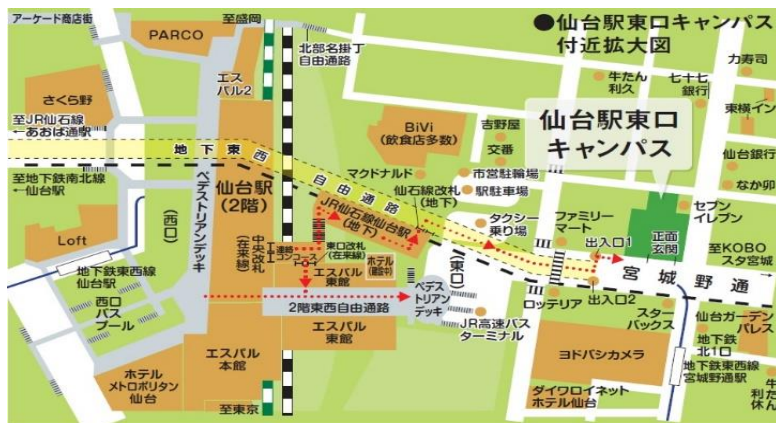 アーケード商店街
至盛岡
PARCO
北部名掛丁
自由通路
●仙台駅東口キャンパス
付近拡大図
エス
パル2
さくら野
至JR仙石線
←あおば通駅
BiVi
(飲食店多数)
吉野屋
交番
牛たん
利久
七十七
銀行
力寿司
東横イン
仙台駅東口
キャンパス
地下東西
自由通路
マクドナルド
市営駐輪場
駅駐車場
仙石線改札
(地下)
仙台銀行
なか卯
至地下鉄南北線
←仙台駅
ペデストリアンデッキ
(西口)
仙台駅
(2階)
JR仙石線仙台駅
(地下)
タクシー
乗り場
ファミリー
マート
セブン
イレブン
出入口1
正面
玄関
至KOBO
スタ宮城
Loft
中央改札
(在来線)
連絡
コンコース
東口改札
(在来線)
エスパル
東館
ホテル
(建設中)
(東口)
ペデス
トリアン
デッキ
宮城野通
地下鉄東西線
仙台駅
西口
バス
プール
2階東西自由通路
JR高速バス
ターミナル
ロッテリア
出入口2
スター
バックス
仙台ガーデン
パレス
地下鉄
北1口
地下鉄東西線
宮城野通駅
エスパル
本館
エスパル
東館
ヨドバシカメラ
ホテル
メトロポリタン
仙台
至東京
ダイワロイネット
ホテル仙台
牛たん
利休